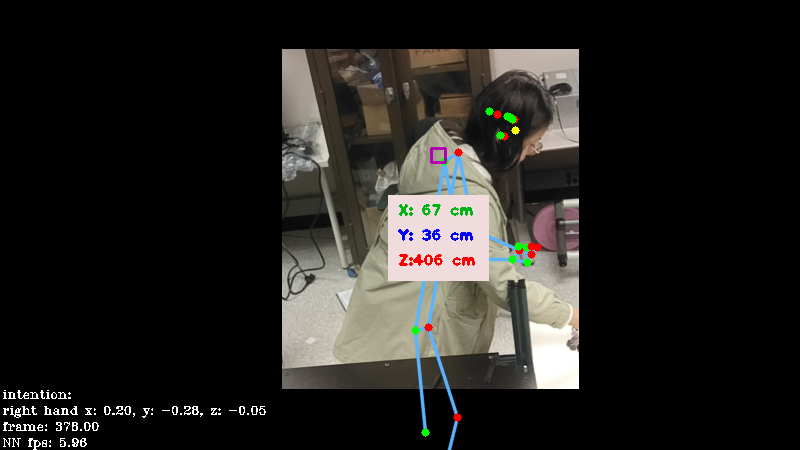 X: 67 cm
Y: 36 cm
Z:406 cm
intention:
right hand x: 0.20, y: -0.28, z: -0.05
frame: 378.00
NN fps: 5.96